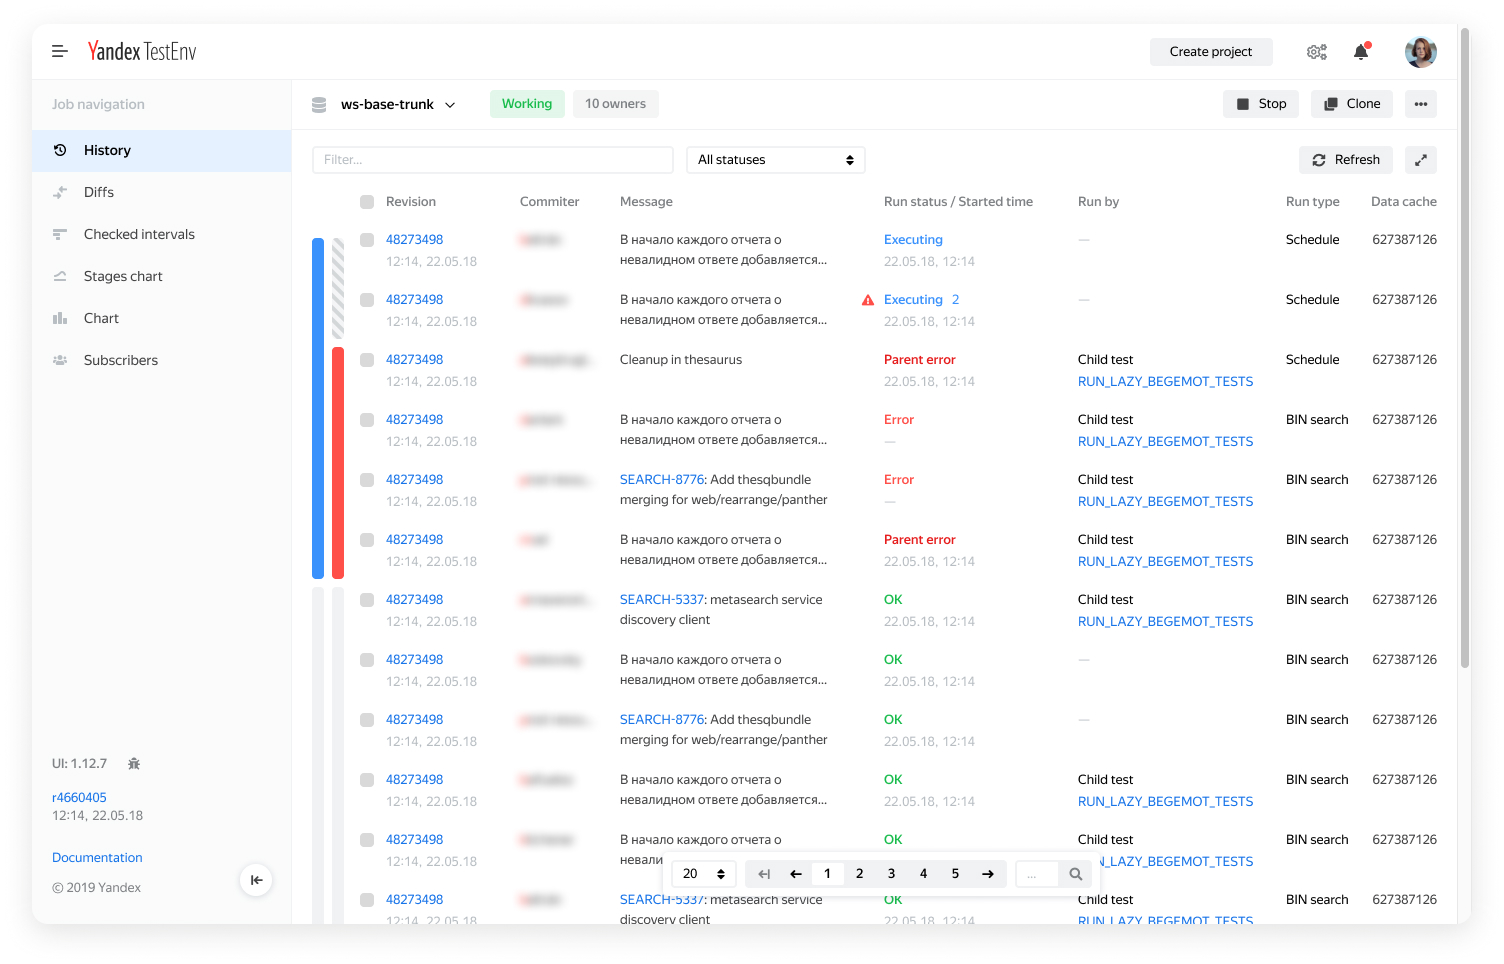 Yandex TestEnv
Create project
Job navigation
ws-base-trunk
Working
10 owners
Stop
Clone
History
Diffs
Checked intervals
Stages chart
Chart
Subscribers
Filter...
All statuses
Refresh
Revision Commiter Message Run status / Started time Run by Run type Data cache
48273498 В начало каждого отчета о Executing — Schedule 627387126
12:14, 22.05.18 невалидном ответе добавляется... 22.05.18, 12:14
48273498 В начало каждого отчета о Executing 2 — Schedule 627387126
12:14, 22.05.18 невалидном ответе добавляется... 22.05.18, 12:14
48273498 Cleanup in thesaurus Parent error Child test Schedule 627387126
12:14, 22.05.18 22.05.18, 12:14 RUN_LAZY_BEGEMOT_TESTS
48273498 В начало каждого отчета о Error Child test BIN search 627387126
12:14, 22.05.18 невалидном ответе добавляется... — RUN_LAZY_BEGEMOT_TESTS
48273498 SEARCH-8776: Add thesqbundle Error Child test BIN search 627387126
12:14, 22.05.18 merging for web/rearrange/panther — RUN_LAZY_BEGEMOT_TESTS
48273498 В начало каждого отчета о Parent error Child test BIN search 627387126
12:14, 22.05.18 невалидном ответе добавляется... 22.05.18, 12:14 RUN_LAZY_BEGEMOT_TESTS
48273498 SEARCH-5337: metasearch service OK Child test BIN search 627387126
12:14, 22.05.18 discovery client 22.05.18, 12:14 RUN_LAZY_BEGEMOT_TESTS
48273498 В начало каждого отчета о OK — BIN search 627387126
12:14, 22.05.18 невалидном ответе добавляется... 22.05.18, 12:14
48273498 SEARCH-8776: Add thesqbundle OK — BIN search 627387126
12:14, 22.05.18 merging for web/rearrange/panther 22.05.18, 12:14
48273498 В начало каждого отчета о OK Child test BIN search 627387126
12:14, 22.05.18 невалидном ответе добавляется... 22.05.18, 12:14 RUN_LAZY_BEGEMOT_TESTS
48273498 В начало каждого отчета о OK Child test BIN search 627387126
12:14, 22.05.18 невали N_LAZY_BEGEMOT_TESTS
48273498 SEARCH-5337: metasearch service OK Child test BIN search 627387126
12:14, 22.05.18 discovery client 22.05.18, 12:14 RUN_LAZY_BEGEMOT_TESTS
20 1 2 3 4 5 ...
UI: 1.12.7
r4660405
12:14, 22.05.18
Documentation
© 2019 Yandex